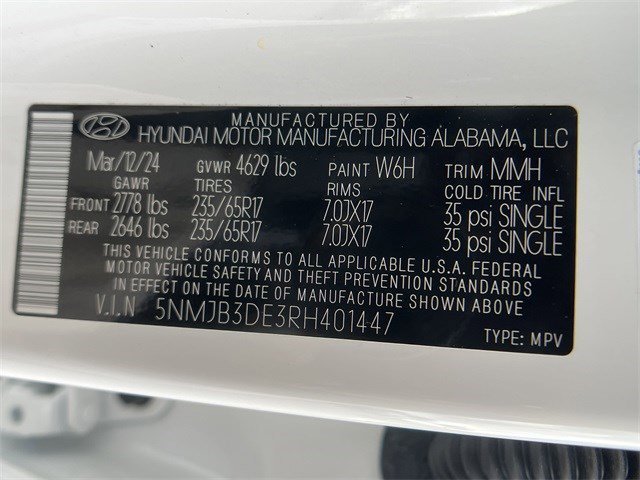 MANUFACTURED BY
HYUNDAI MOTOR MANUFACTURING ALABAMA, LLC
Mar/12/24 GVWR 4629 lbs PAINT W6H TRIM MMH
GAWR TIRES RIMS COLD TIRE INFL
FRONT 2778 lbs 235/65R17 7.0JX17 35 psi SINGLE
REAR 2646 lbs 235/65R17 7.0JX17 35 psi SINGLE
THIS VEHICLE CONFORMS TO ALL APPLICABLE U.S.A. FEDERAL
MOTOR VEHICLE SAFETY AND THEFT PREVENTION STANDARDS
IN EFFECT ON THE DATE OF MANUFACTURE SHOWN ABOVE
V.I.N 5NMJB3DE3RH401447
TYPE: MPV